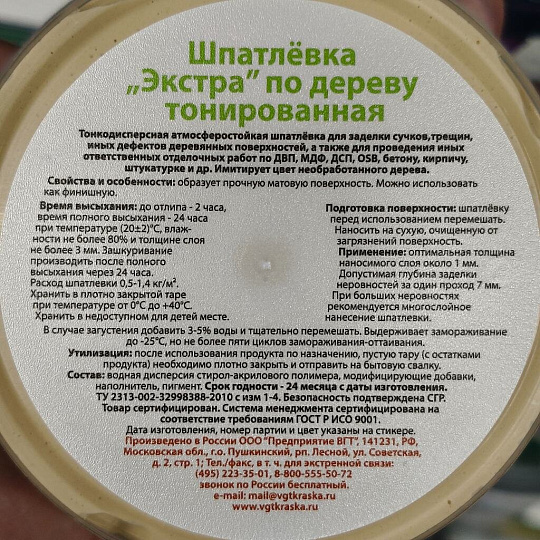 Шпатлёвка
„Экстра” по дереву
тонированная
Тонкодисперсная атмосферостойкая шпатлёвка для заделки сучков,трещин,
иных дефектов деревянных поверхностей, а также для проведения иных
ответственных отделочных работ по ДВП, МДФ, ДСП, OSB, бетону, кирпичу,
штукатурке и др. Имитирует цвет необработанного дерева.
Свойства и особенности: образует прочную матовую поверхность. Можно использовать
как финишную.
Время высыхания: до отлипа - 2 часа,
время полного высыхания - 24 часа
при температуре (20±2)°С, влаж-
ности не более 80% и толщине слоя
не более 3 мм. Зашкуривание
производить после полного
высыхания через 24 часа.
Расход шпатлевки 0,5-1,4 кг/м².
Хранить в плотно закрытой таре
при температуре от 0°С до +40°С.
Хранить в недоступном для детей месте.
Подготовка поверхности: шпатлёвку
перед использованием перемешать.
Наносить на сухую, очищенную от
загрязнений поверхность.
Применение: оптимальная толщина
наносимого слоя около 1 мм.
Допустимая глубина заделки
неровностей за один проход 7 мм.
При больших неровностях
рекомендуется многослойное
нанесение шпатлевки.
В случае загустения добавить 3-5% воды и тщательно перемешать. Выдерживает замораживание
до -25°С, но не более пяти циклов замораживания-оттаивания.
Утилизация: после использования продукта по назначению, пустую тару (с остатками
продукта) необходимо плотно закрыть и отправить на бытовую свалку.
Состав: водная дисперсия стирол-акрилового полимера, модифицирующие добавки,
наполнитель, пигмент. Срок годности - 24 месяца с даты изготовления.
ТУ 2313-002-32998388-2010 с изм 1-4. Безопасность подтверждена СГР.
Товар сертифицирован. Система менеджмента сертифицирована на
соответствие требованиям ГОСТ Р ИСО 9001.
Дата изготовления, номер партии и цвет указаны на стикере.
Произведено в России ООО “Предприятие ВГТ”, 141231, РФ,
Московская обл., г.о. Пушкинский, рп. Лесной, ул. Советская,
д. 2, стр. 1; Тел./факс, в т. ч. для экстренной связи:
(495) 223-35-01, 8-800-555-50-72
звонок по России бесплатный.
e-mail: mail@vgtkraska.ru
www.vgtkraska.ru